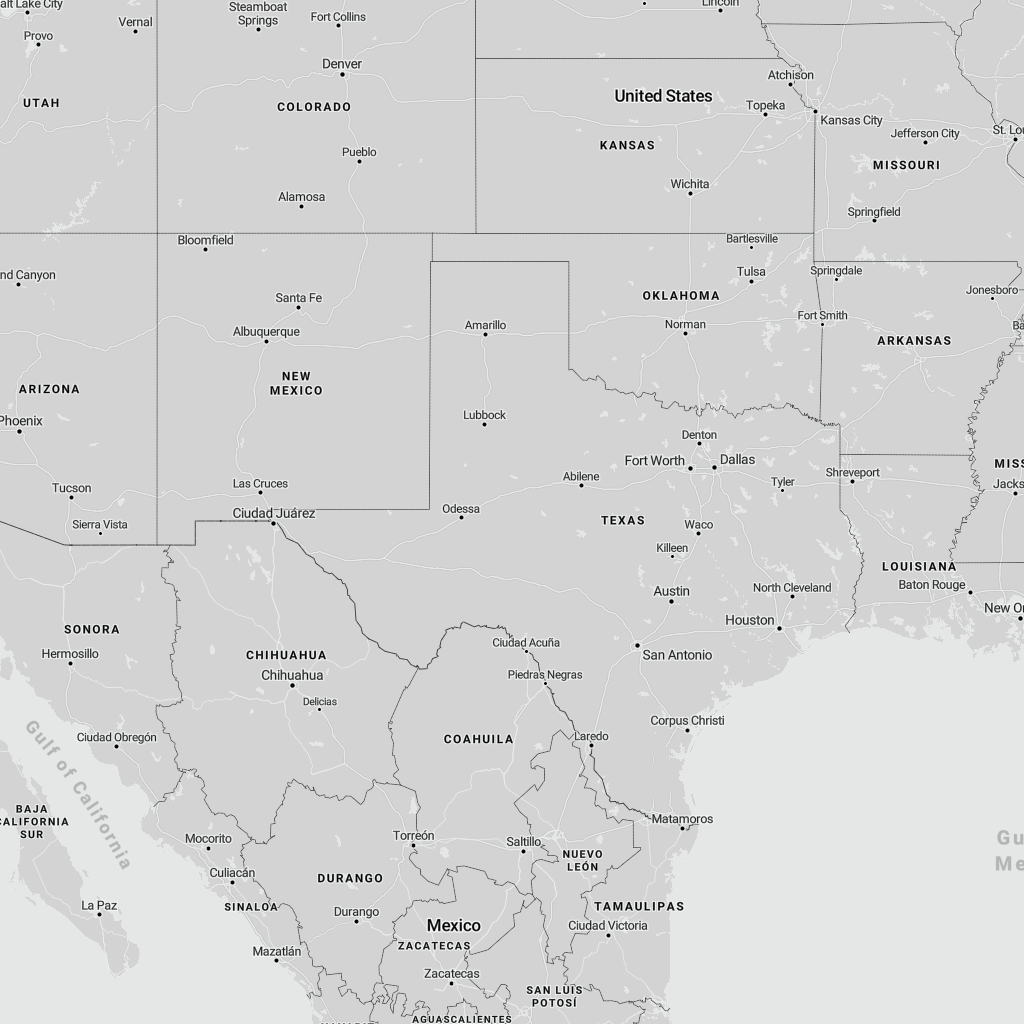 alt Lake City
Steamboat
Springs
Fort Collins
Lincoln
Vernal
Provo
Denver
Atchison
UTAH
COLORADO
United States
Topeka
Kansas City
Jefferson City
St. Lou
KANSAS
MISSOURI
Pueblo
Wichita
Alamosa
Springfield
Bloomfield
Bartlesville
nd Canyon
Tulsa
Springdale
Santa Fe
OKLAHOMA
Jonesboro
Albuquerque
Amarillo
Norman
Fort Smith
Ba
ARKANSAS
NEW
MEXICO
ARIZONA
Phoenix
Lubbock
Denton
Fort Worth
Dallas
MISS
Shreveport
Tucson
Las Cruces
Abilene
Tyler
Jacks
Sierra Vista
Ciudad Juárez
Odessa
TEXAS
Waco
Killeen
LOUISIANA
Austin
North Cleveland
Baton Rouge
New Or
SONORA
Houston
Hermosillo
CHIHUAHUA
Ciudad Acuña
San Antonio
Chihuahua
Piedras Negras
Delicias
Corpus Christi
Gulf of California
Ciudad Obregón
COAHUILA
Laredo
BAJA
CALIFORNIA
SUR
Matamoros
Mocorito
Torreón
Saltillo
Gu
Me
NUEVO
LEÓN
Culiacán
DURANGO
SINALOA
La Paz
Durango
TAMAULIPAS
Mexico
Ciudad Victoria
ZACATECAS
Mazatlán
Zacatecas
SAN LUIS
POTOSÍ
AGUASCALIENTES